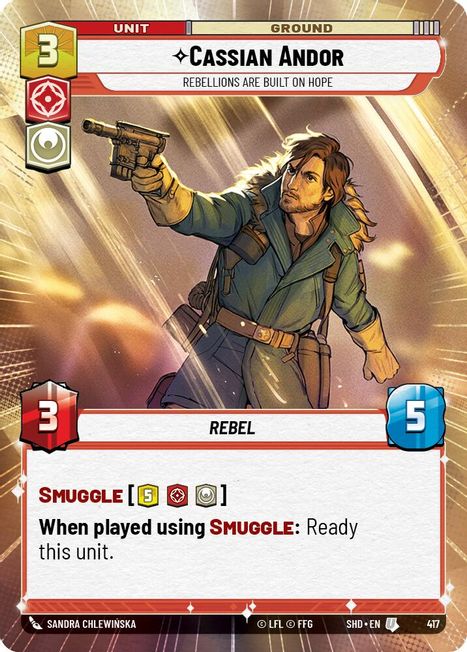 UNIT
GROUND
3
✧CASSIAN ANDOR
REBELLIONS ARE BUILT ON HOPE
3
REBEL
5
SMUGGLE [5]
When played using SMUGGLE: Ready
this unit.
SANDRA CHLEWIŃSKA
© LFL © FFG
SHD • EN
417